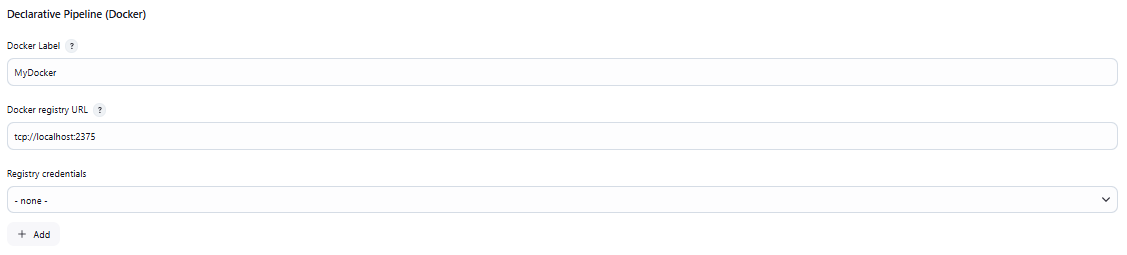 Declarative Pipeline (Docker)
Docker Label ?
MyDocker
Docker registry URL ?
tcp://localhost:2375
Registry credentials
- none -
+ Add